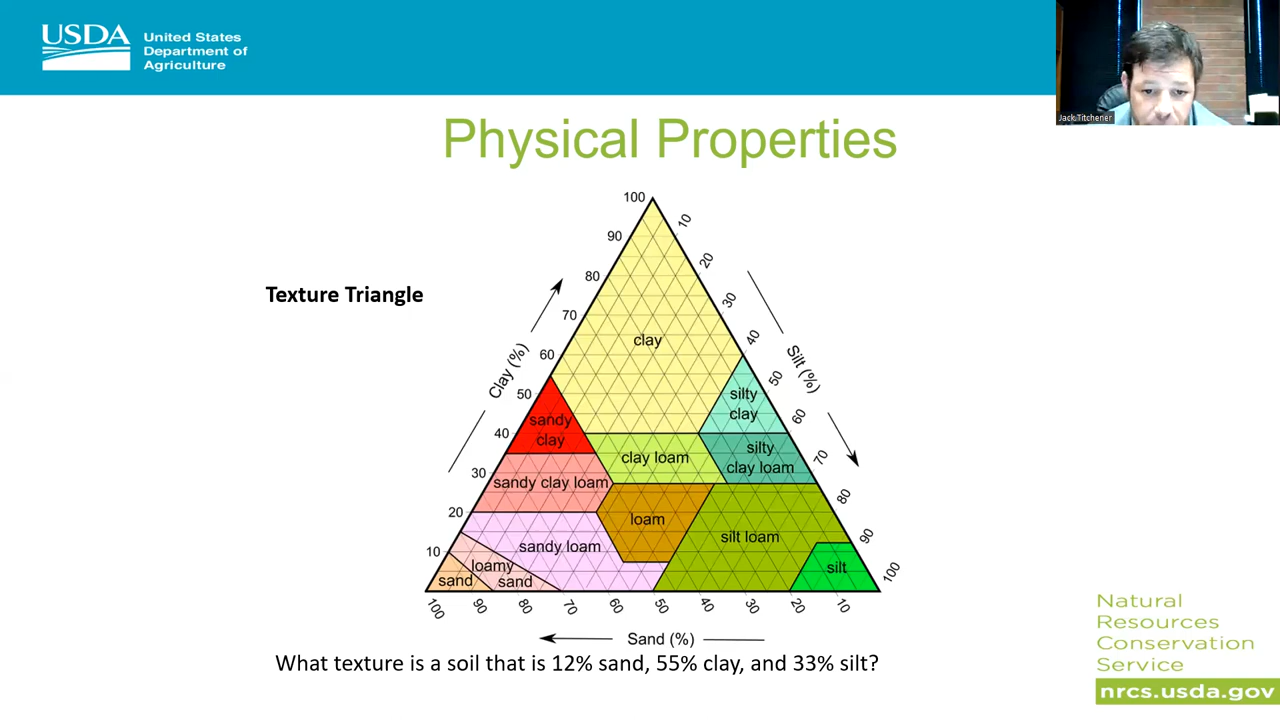 USDA
United States
Department of
Agriculture
Jack Titchener
Physical Properties
Texture Triangle
100
90
80
70
60
50
40
30
20
10
Clay (%)
10
20
30
40
50
60
70
80
90
100
Silt (%)
clay
silty
clay
sandy
clay
clay loam
silty
clay loam
sandy clay loam
loam
silt loam
sandy loam
silt
loamy
sand
sand
100
90
80
70
60
50
40
30
20
10
Sand (%)
What texture is a soil that is 12% sand, 55% clay, and 33% silt?
Natural
Resources
Conservation
Service
nrcs.usda.gov